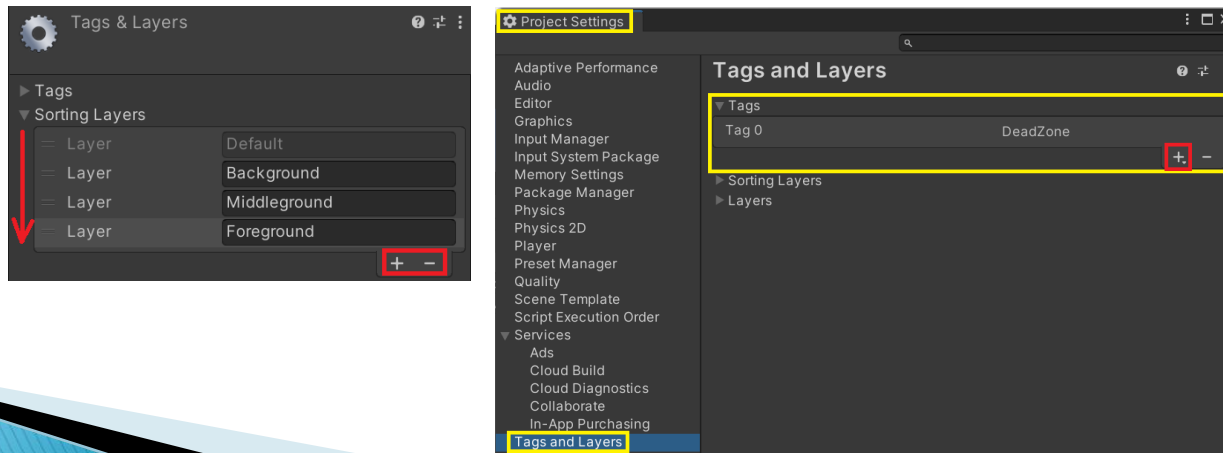 Tags & Layers
Tags
Sorting Layers
Layer Default
Layer Background
Layer Middleground
Layer Foreground
+ −
Project Settings
Adaptive Performance
Audio
Editor
Graphics
Input Manager
Input System Package
Memory Settings
Package Manager
Physics
Physics 2D
Player
Preset Manager
Quality
Scene Template
Script Execution Order
Services
Ads
Cloud Build
Cloud Diagnostics
Collaborate
In-App Purchasing
Tags and Layers
Tags and Layers
Tags
Tag 0 DeadZone
+ −
Sorting Layers
Layers